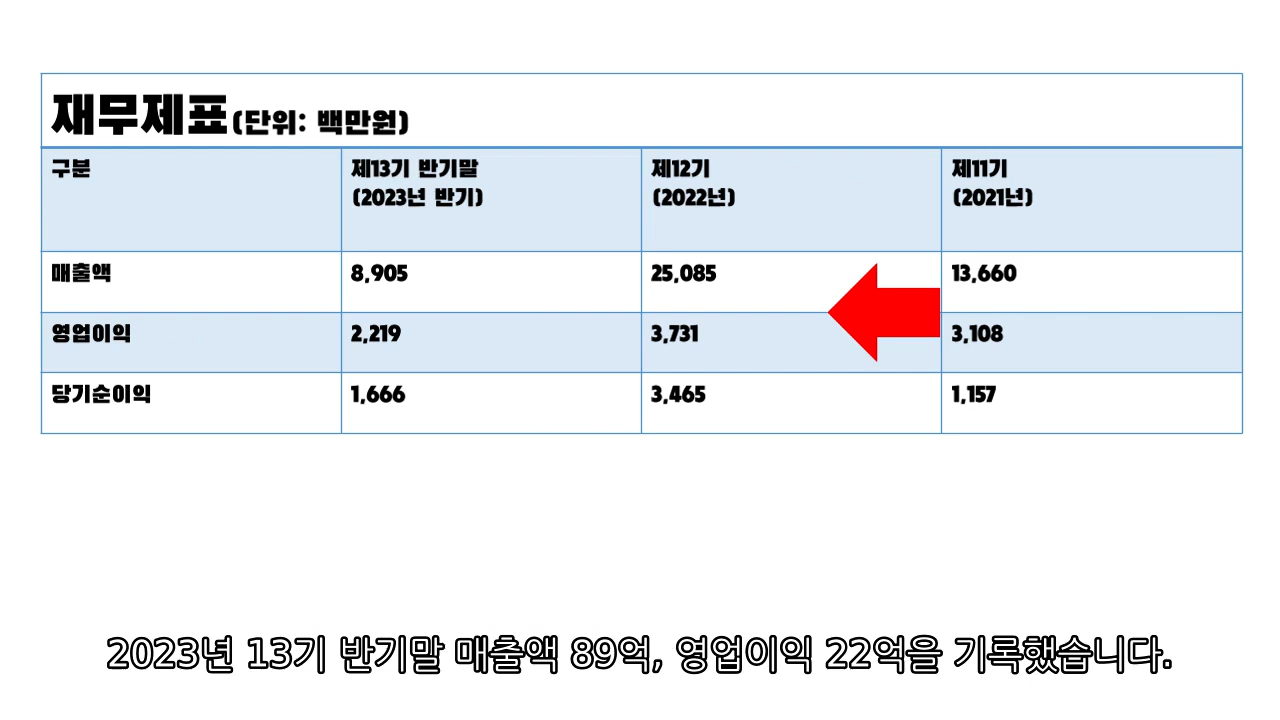 재무제표(단위: 백만원)
구분 제13기 반기말 제12기 제11기
(2023년 반기) (2022년) (2021년)
매출액 8,905 25,085 13,660
영업이익 2,219 3,731 3,108
당기순이익 1,666 3,465 1,157
2023년 13기 반기말 매출액 89억, 영업이익 22억을 기록했습니다.